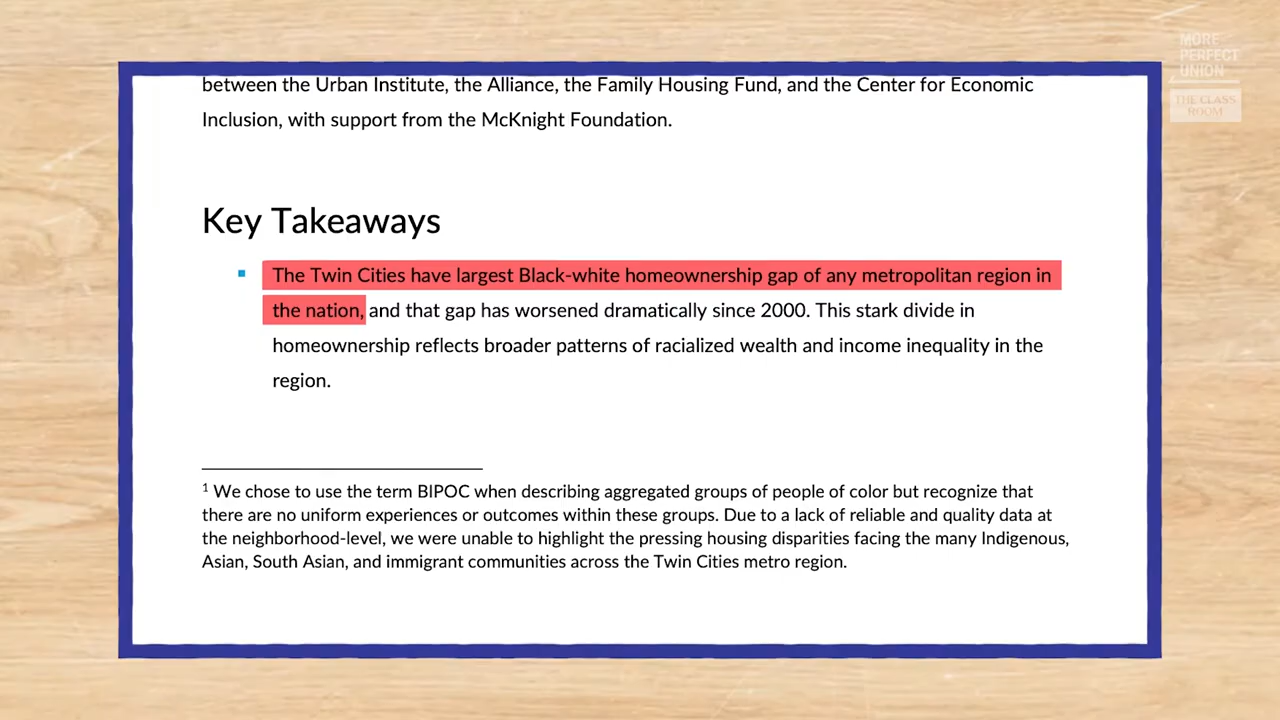 MORE
PERFECT
UNION
THE CLASS
ROOM
between the Urban Institute, the Alliance, the Family Housing Fund, and the Center for Economic
Inclusion, with support from the McKnight Foundation.
Key Takeaways
The Twin Cities have largest Black-white homeownership gap of any metropolitan region in
the nation, and that gap has worsened dramatically since 2000. This stark divide in
homeownership reflects broader patterns of racialized wealth and income inequality in the
region.
1 We chose to use the term BIPOC when describing aggregated groups of people of color but recognize that
there are no uniform experiences or outcomes within these groups. Due to a lack of reliable and quality data at
the neighborhood-level, we were unable to highlight the pressing housing disparities facing the many Indigenous,
Asian, South Asian, and immigrant communities across the Twin Cities metro region.